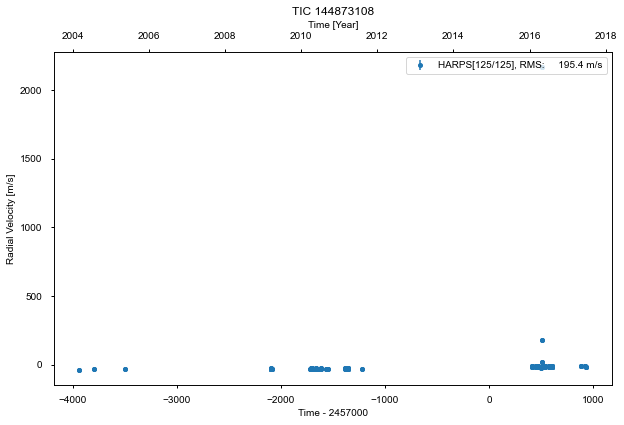 TIC 144873108
Time [Year]
2004 2006 2008 2010 2012 2014 2016 2018
HARPS[125/125], RMS: 195.4 m/s
2000
1500
1000
500
0
Radial Velocity [m/s]
−4000 −3000 −2000 −1000 0 1000
Time - 2457000